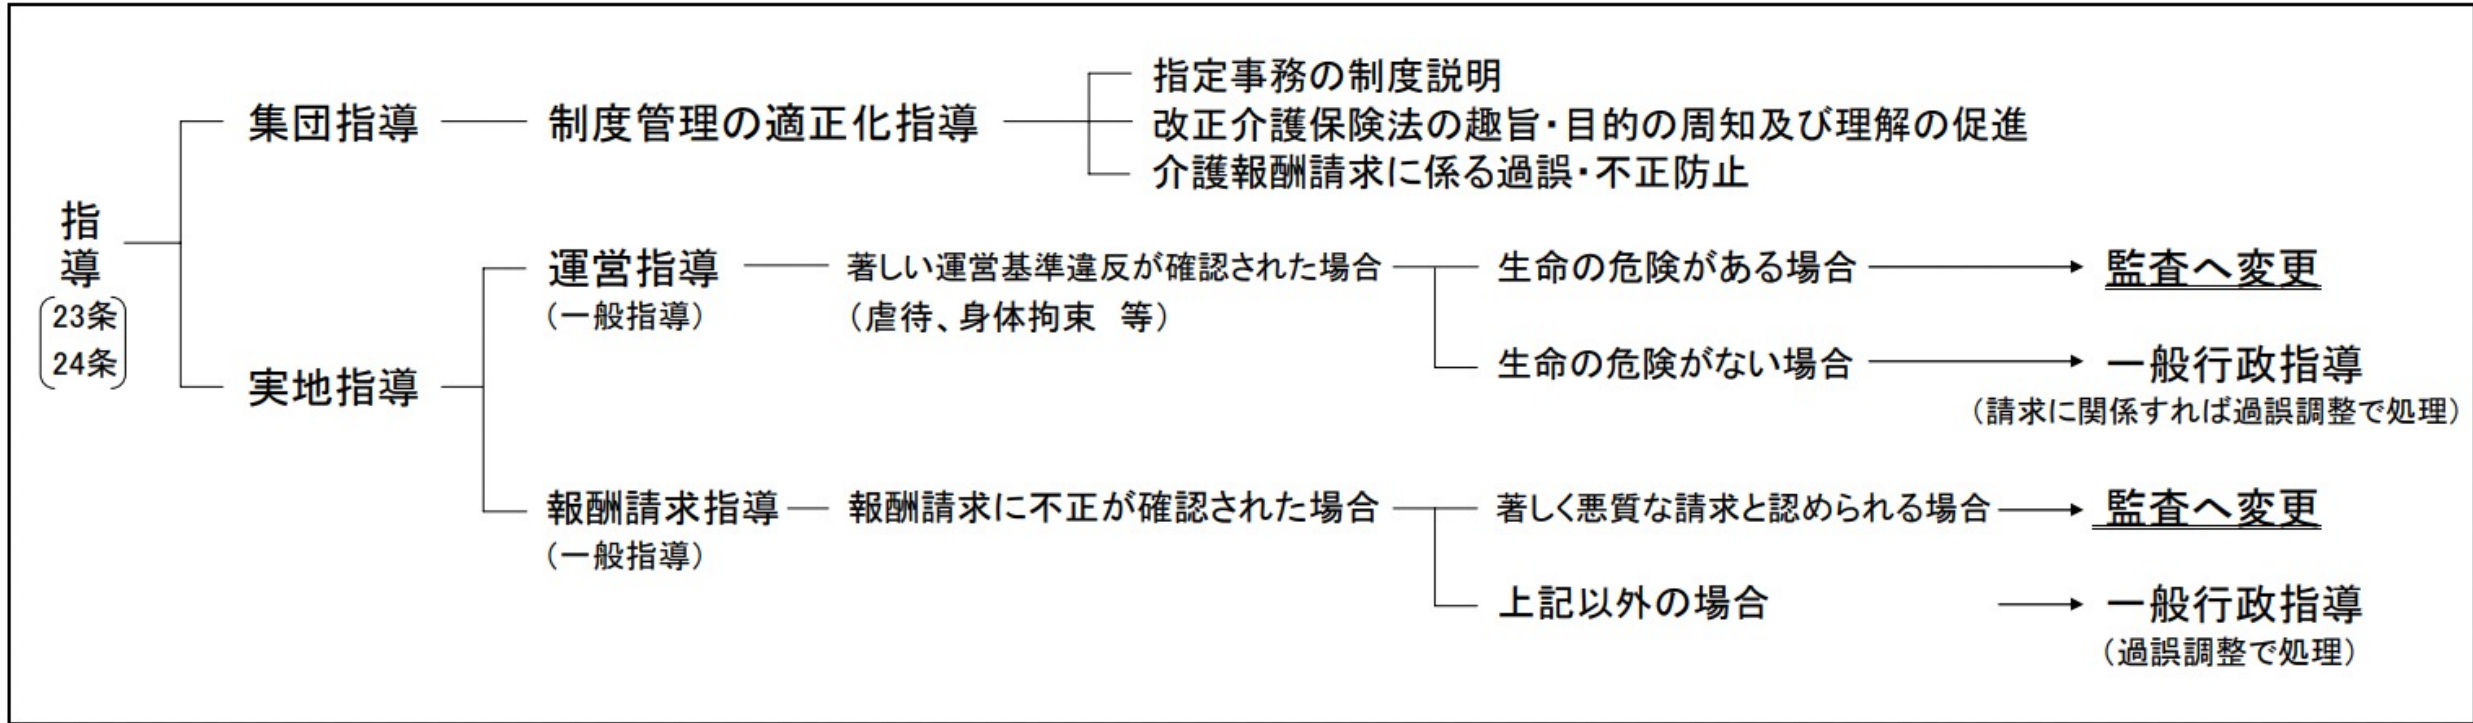 指導
23条
24条
集団指導
制度管理の適正化指導
指定事務の制度説明
改正介護保険法の趣旨・目的の周知及び理解の促進
介護報酬請求に係る過誤・不正防止
実地指導
運営指導
(一般指導)
著しい運営基準違反が確認された場合
(虐待、身体拘束 等)
生命の危険がある場合
監査へ変更
生命の危険がない場合
一般行政指導
(請求に関係すれば過誤調整で処理)
報酬請求指導
(一般指導)
報酬請求に不正が確認された場合
著しく悪質な請求と認められる場合
監査へ変更
上記以外の場合
一般行政指導
(過誤調整で処理)